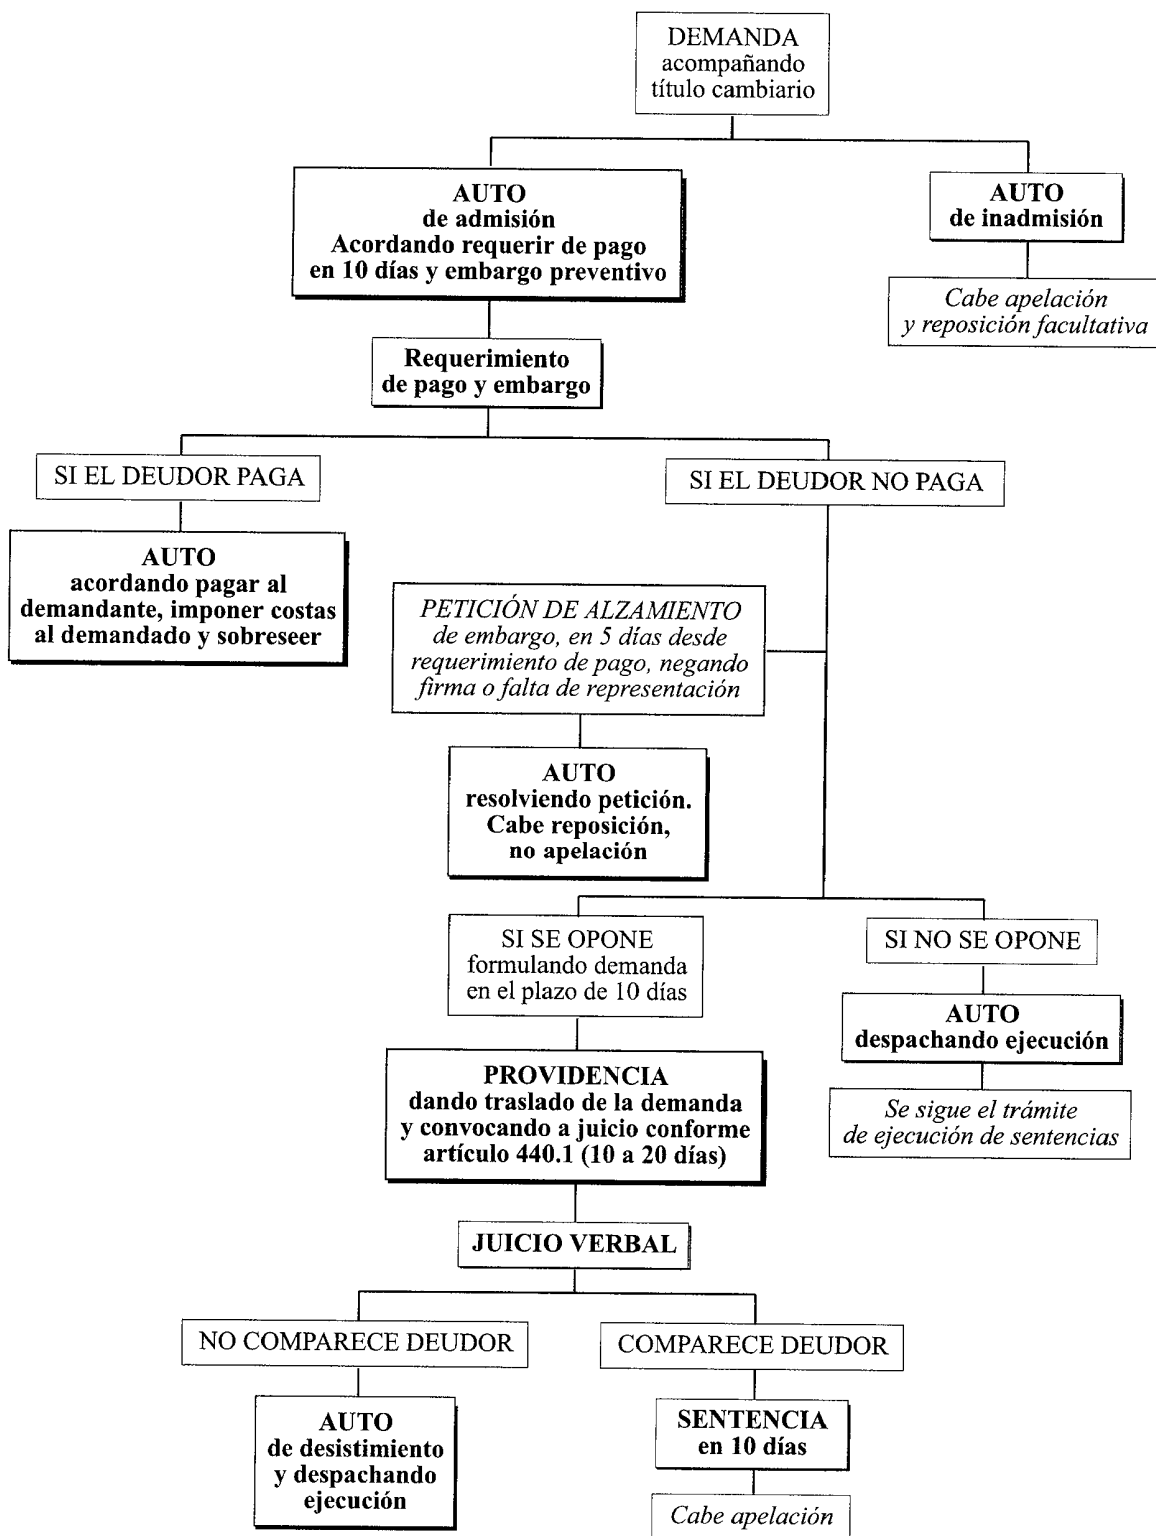 DEMANDA
acompañando
título cambiario
AUTO
de admisión
Acordando requerir de pago
en 10 días y embargo preventivo
AUTO
de inadmisión
Cabe apelación
y reposición facultativa
Requerimiento
de pago y embargo
SI EL DEUDOR PAGA
SI EL DEUDOR NO PAGA
AUTO
acordando pagar al
demandante, imponer costas
al demandado y sobreseer
PETICIÓN DE ALZAMIENTO
de embargo, en 5 días desde
requerimiento de pago, negando
firma o falta de representación
AUTO
resolviendo petición.
Cabe reposición,
no apelación
SI SE OPONE
formulando demanda
en el plazo de 10 días
SI NO SE OPONE
AUTO
despachando ejecución
Se sigue el trámite
de ejecución de sentencias
PROVIDENCIA
dando traslado de la demanda
y convocando a juicio conforme
artículo 440.1 (10 a 20 días)
JUICIO VERBAL
NO COMPARECE DEUDOR
COMPARECE DEUDOR
AUTO
de desistimiento
y despachando
ejecución
SENTENCIA
en 10 días
Cabe apelación